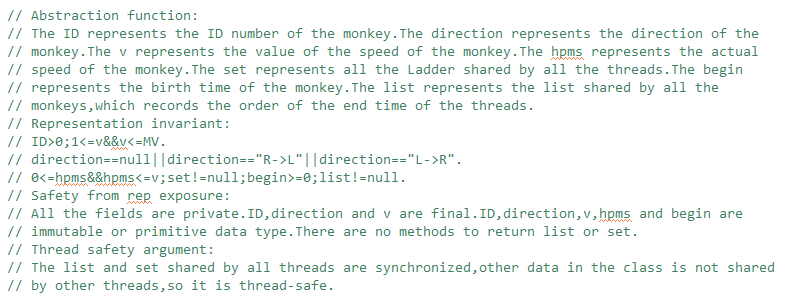 // Abstraction function:
// The ID represents the ID number of the monkey.The direction represents the direction of the
// monkey.The v represents the value of the speed of the monkey.The hpms represents the actual
// speed of the monkey.The set represents all the Ladder shared by all the threads.The begin
// represents the birth time of the monkey.The list represents the list shared by all the
// monkeys,which records the order of the end time of the threads.
// Representation invariant:
// ID>0;1<=v&&v<=MV.
// direction==null||direction=="R->L"||direction=="L->R".
// 0<=hpms&&hpms<=v;set!=null;begin>=0;list!=null.
// Safety from rep exposure:
// All the fields are private.ID,direction and v are final.ID,direction,v,hpms and begin are
// immutable or primitive data type.There are no methods to return list or set.
// Thread safety argument:
// The list and set shared by all threads are synchronized,other data in the class is not shared
// by other threads,so it is thread-safe.